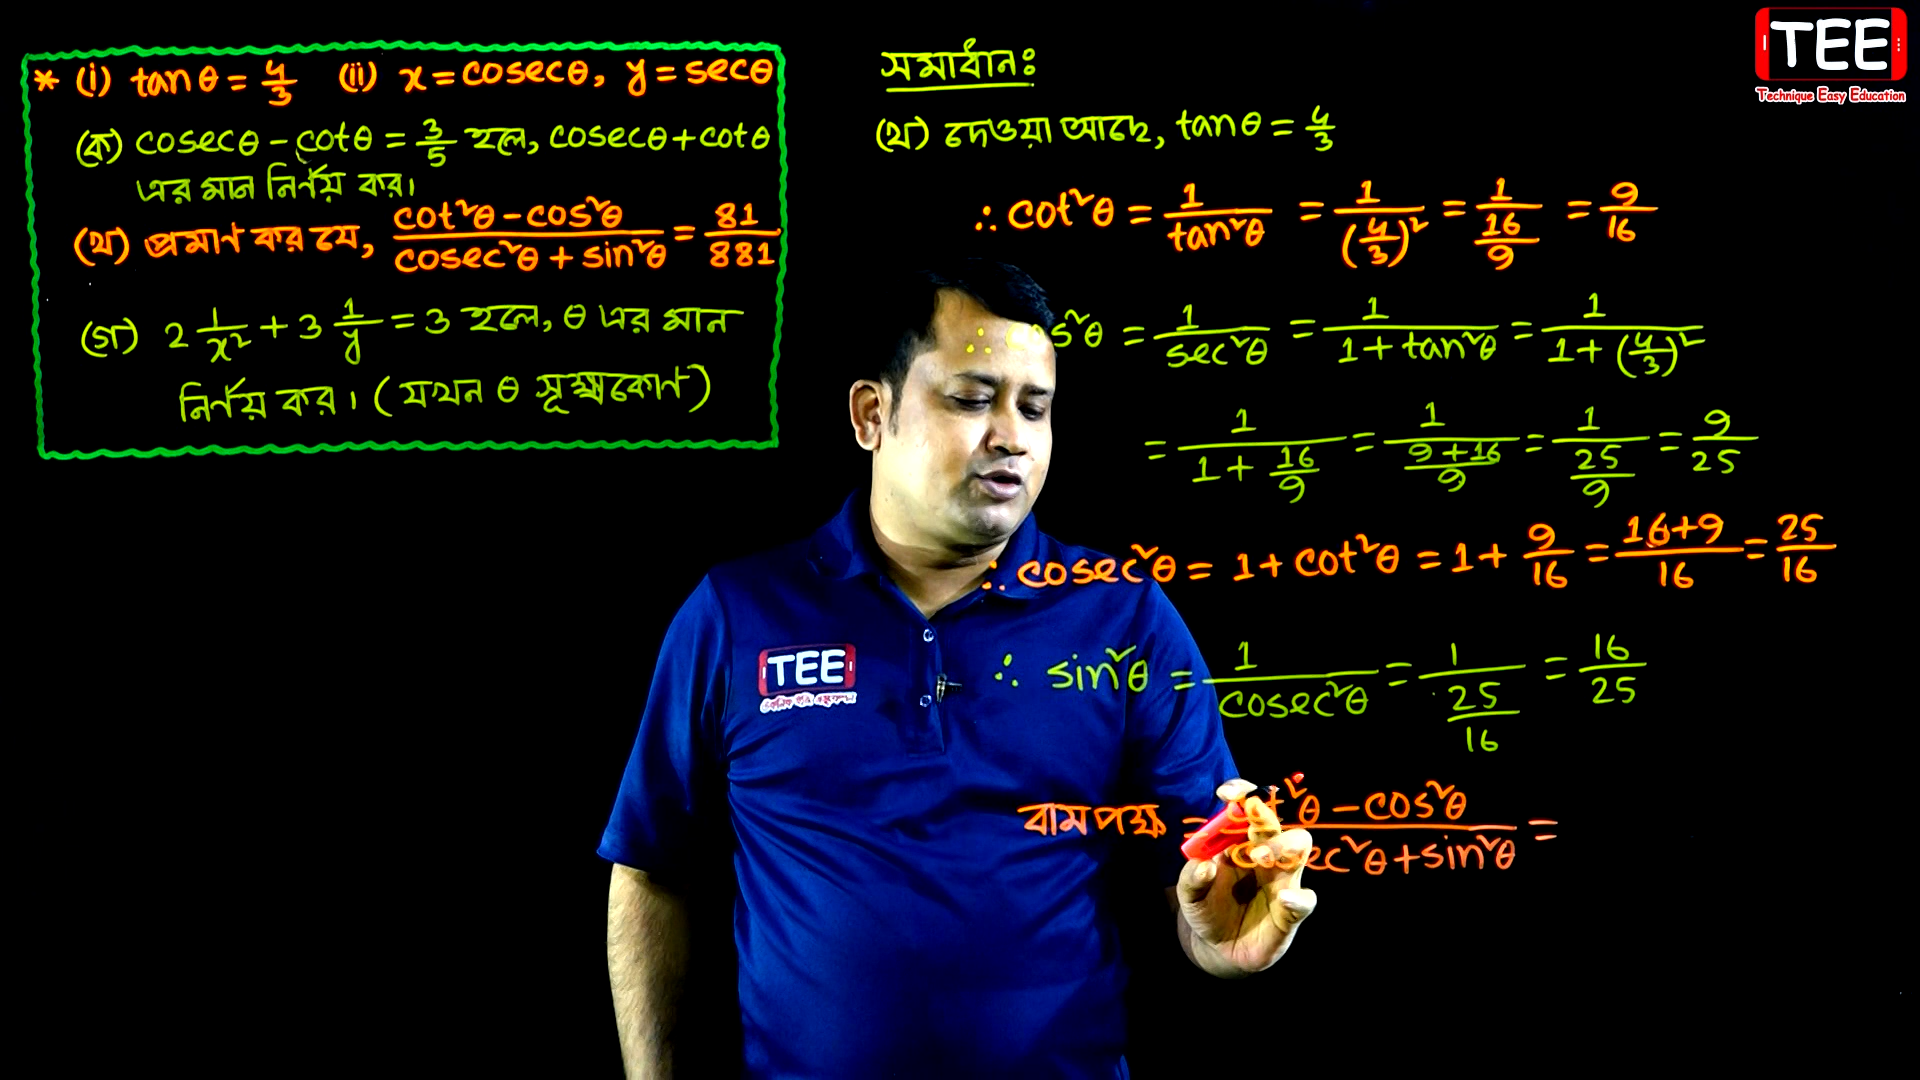 * (i) tanθ = 4/3 (ii) x = cosecθ, y = secθ
(ক) cosecθ - cotθ = 3/5 হলে, cosecθ + cotθ
এর মান নির্ণয় কর।
(খ) প্রমাণ কর যে, (cot²θ - cos²θ)/(cosec²θ + sin²θ) = 81/881
(গ) 2 1/x² + 3 1/y = 3 হলে, θ এর মান
নির্ণয় কর। (যখন θ সূক্ষ্মকোণ)
সমাধানঃ
(খ) দেওয়া আছে, tanθ = 4/3
∴ cot²θ = 1/tan²θ = 1/(4/3)² = 1/(16/9) = 9/16
∴ cos²θ = 1/sec²θ = 1/(1 + tan²θ) = 1/(1 + (4/3)²)
= 1/(1 + 16/9) = 1/((9+16)/9) = 1/(25/9) = 9/25
∴ cosec²θ = 1 + cot²θ = 1 + 9/16 = (16+9)/16 = 25/16
∴ sin²θ = 1/cosec²θ = 1/(25/16) = 16/25
বামপক্ষ = (cot²θ - cos²θ)/(cosec²θ + sin²θ) =
TEE
Technique Easy Education
TEE